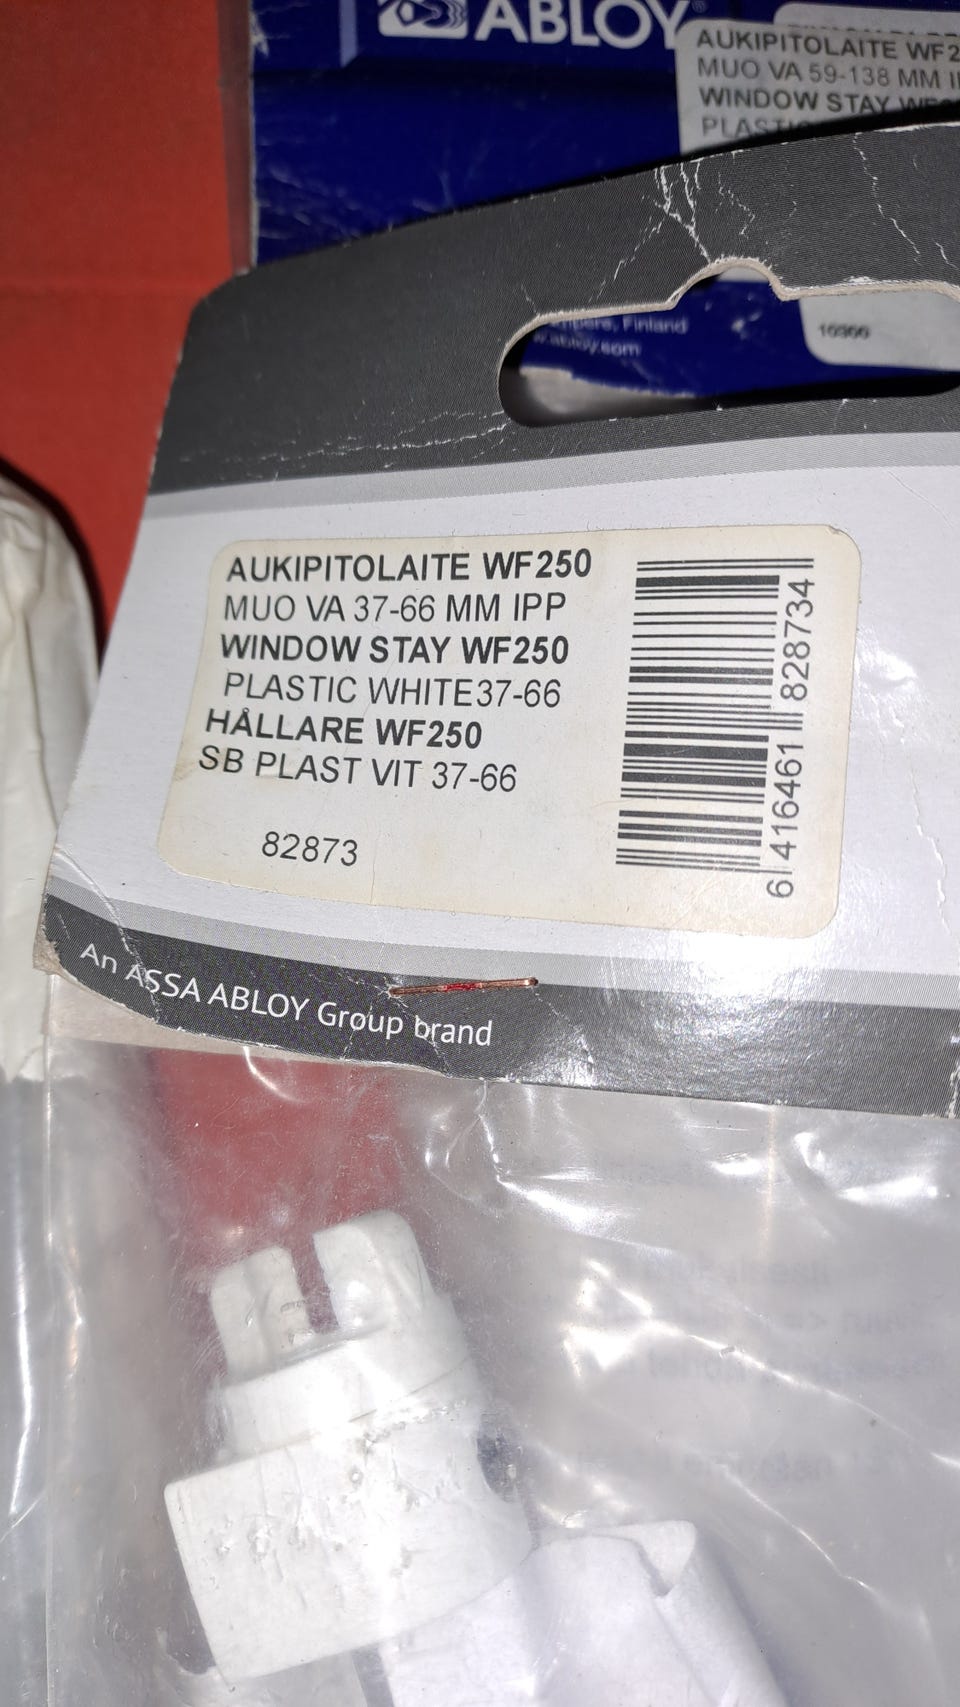 ABLOY®
AUKIPITOLAITE WF2
MUO VA 59-138 MM I
WINDOW STAY
PLASTIC
Finland
10300
AUKIPITOLAITE WF250
MUO VA 37-66 MM IPP
WINDOW STAY WF250
PLASTIC WHITE37-66
HÅLLARE WF250
SB PLAST VIT 37-66
82873
6 416461 828734
An ASSA ABLOY Group brand